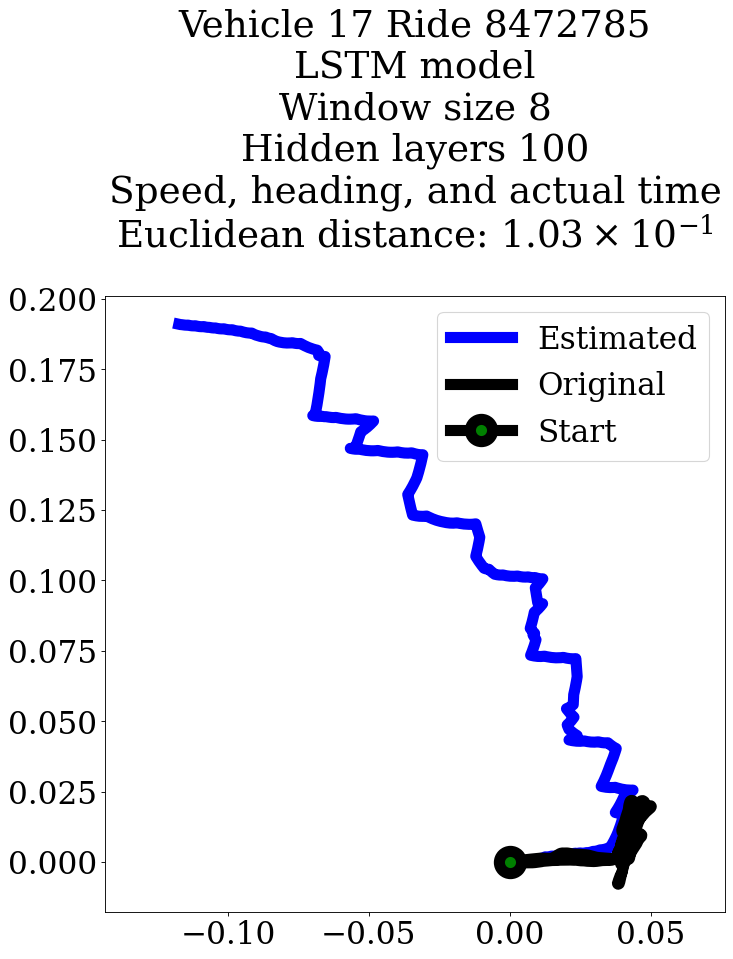 Vehicle 17 Ride 8472785
LSTM model
Window size 8
Hidden layers 100
Speed, heading, and actual time
Euclidean distance: 1.03 × 10⁻¹
0.200
0.175
0.150
0.125
0.100
0.075
0.050
0.025
0.000
Estimated
Original
Start
−0.10
−0.05
0.00
0.05